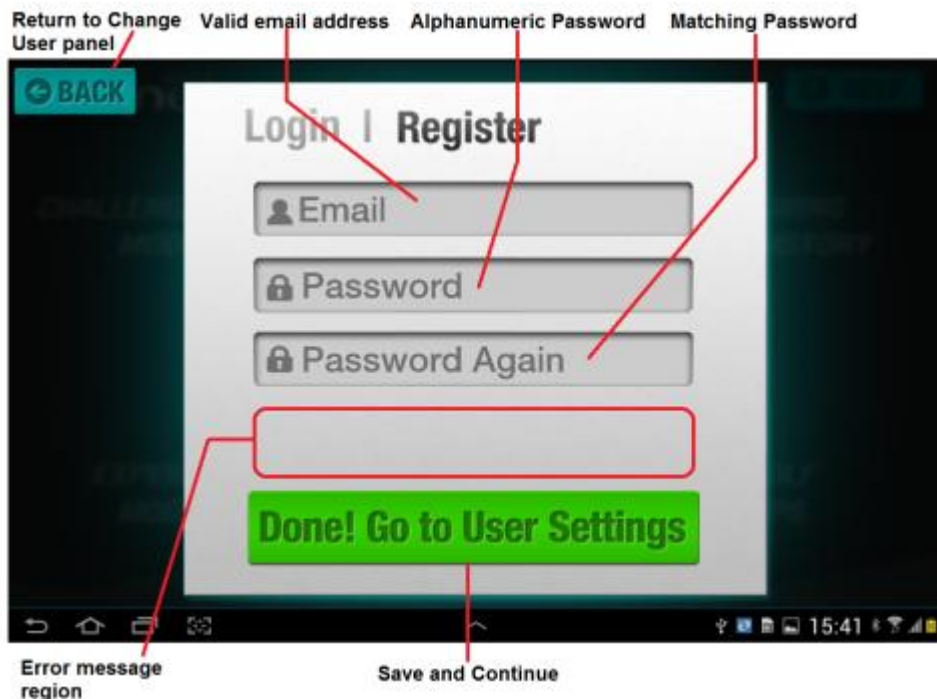 Return to Change Valid email address Alphanumeric Password Matching Password
User panel
BACK
Login | Register
Email
Password
Password Again
Done! Go to User Settings
15:41
Error message Save and Continue
region